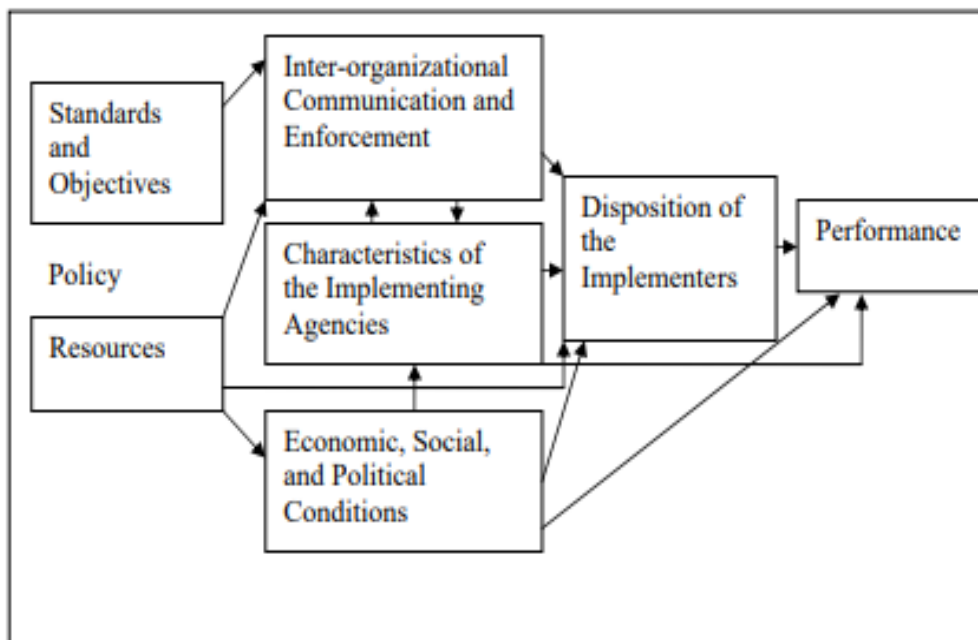 Standards
and
Objectives
Policy
Resources
Inter-organizational
Communication and
Enforcement
Characteristics of
the Implementing
Agencies
Economic, Social,
and Political
Conditions
Disposition of
the
Implementers
Performance